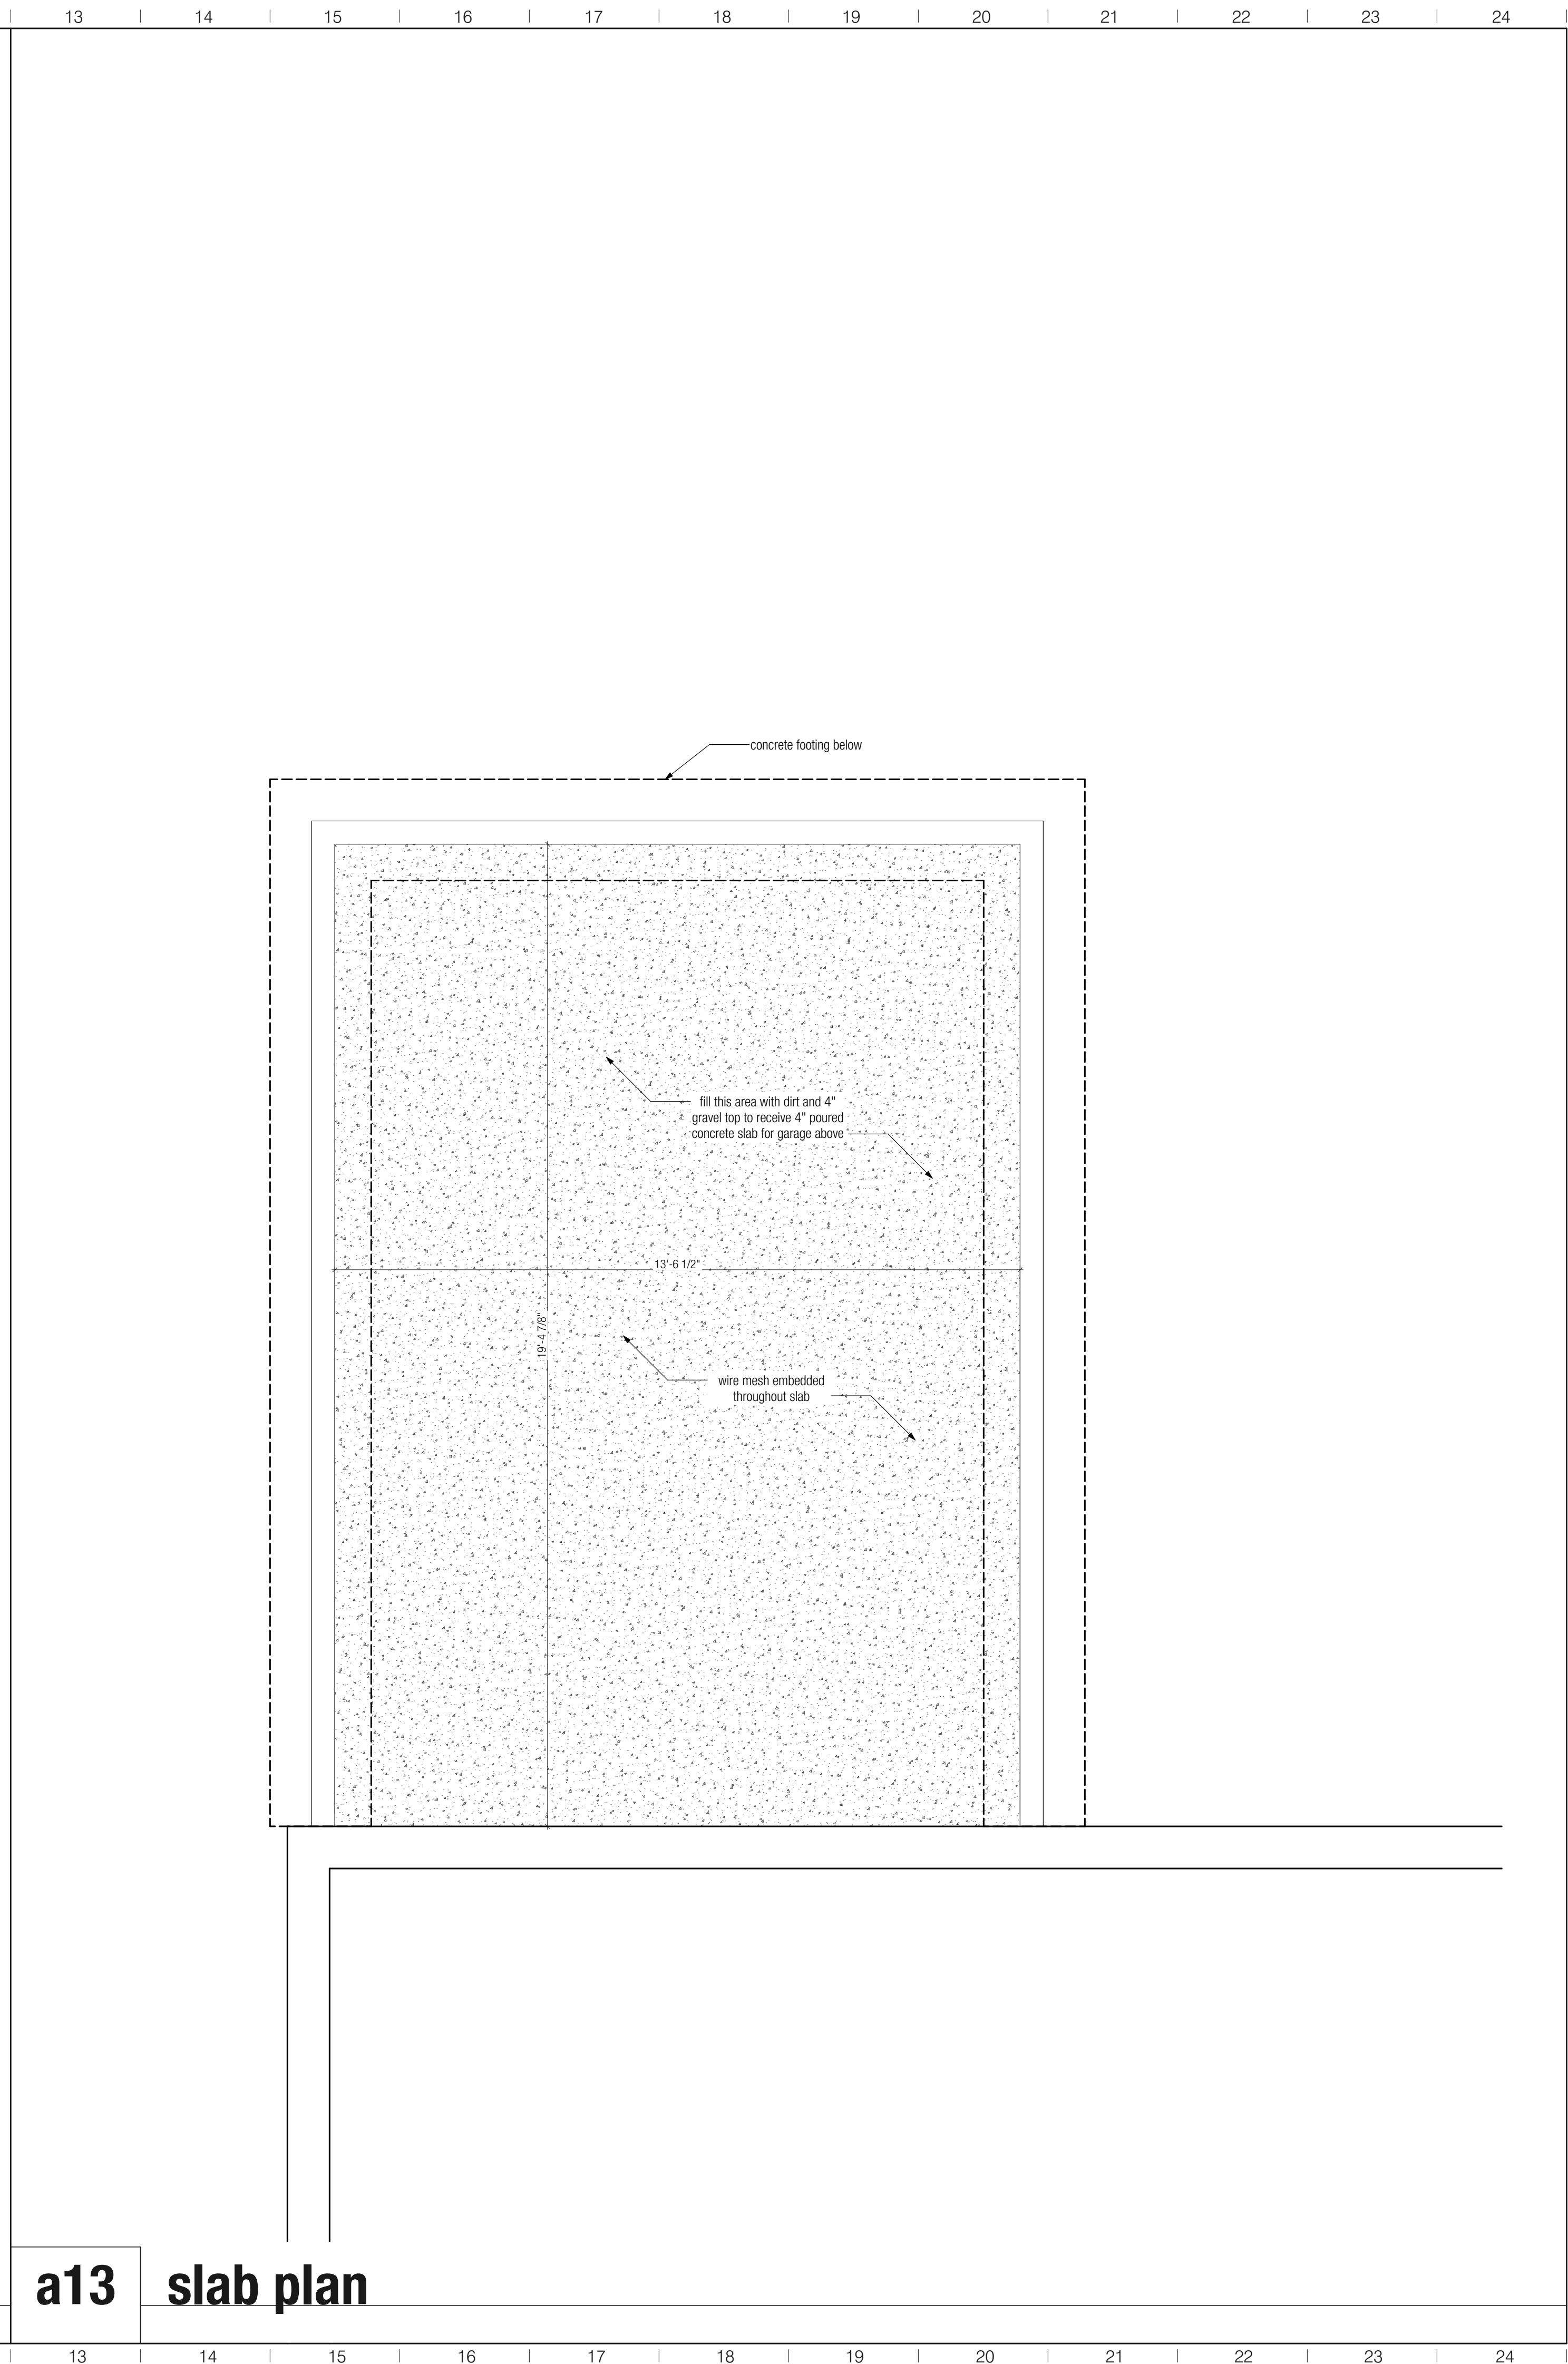 13 14 15 16 17 18 19 20 21 22 23 24
concrete footing below
fill this area with dirt and 4"
gravel top to receive 4" poured
concrete slab for garage above
13'-6 1/2"
19'-4 7/8"
wire mesh embedded
throughout slab
a13 slab plan
13 14 15 16 17 18 19 20 21 22 23 24